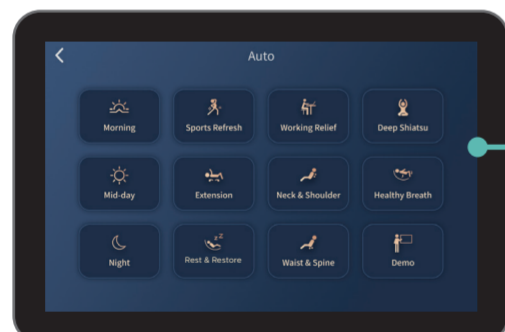 Auto
Morning
Sports Refresh
Working Relief
Deep Shiatsu
Mid-day
Extension
Neck & Shoulder
Healthy Breath
Night
Rest & Restore
Waist & Spine
Demo